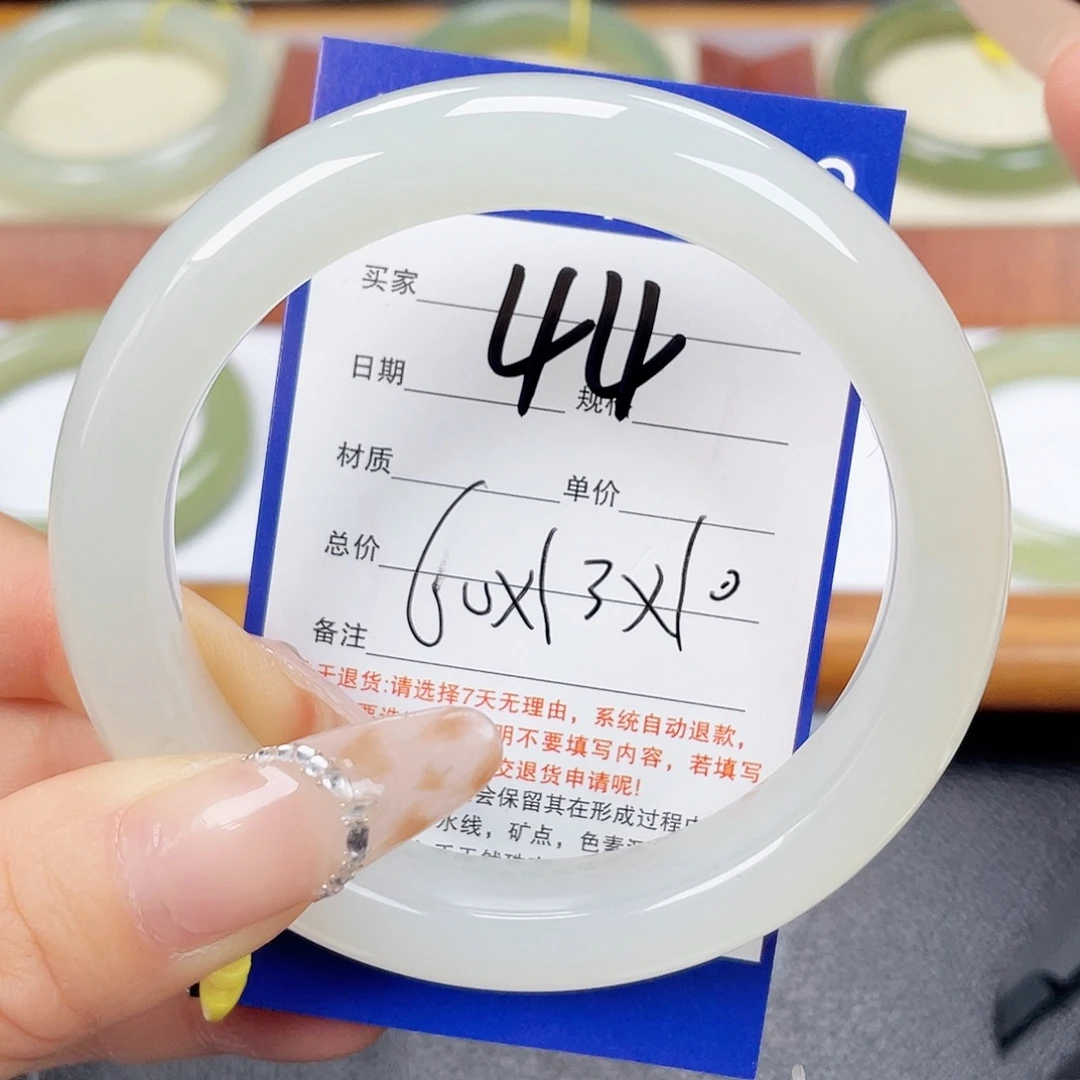 44
买家
日期 规格
材质 单价
总价
60x13x10
备注
天退货:请选择7天无理由，系统自动退款，
明不要填写内容，若填写
交退货申请呢!
会保留其在形成过程
水线，矿点，色素